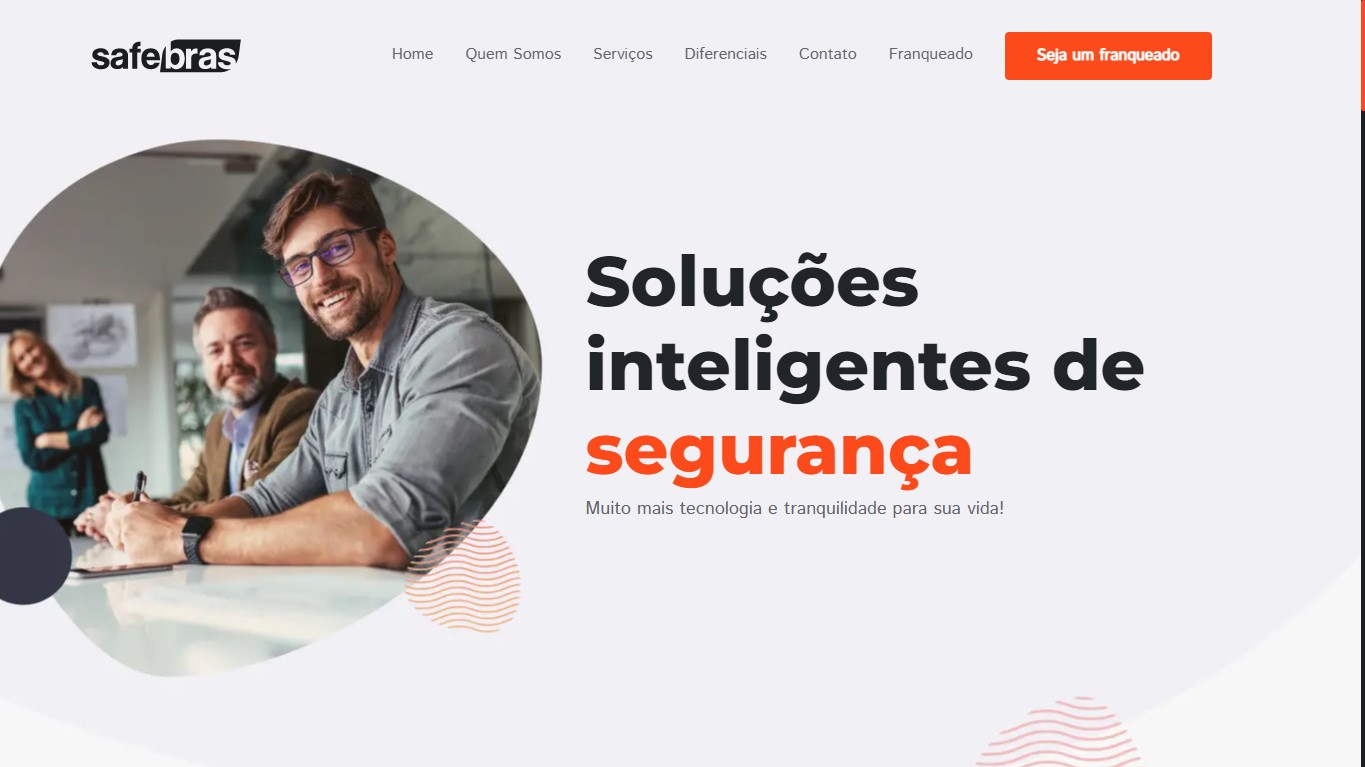 safebras
Home Quem Somos Serviços Diferenciais Contato Franqueado Seja um franqueado
Soluções
inteligentes de
segurança
Muito mais tecnologia e tranquilidade para sua vida!